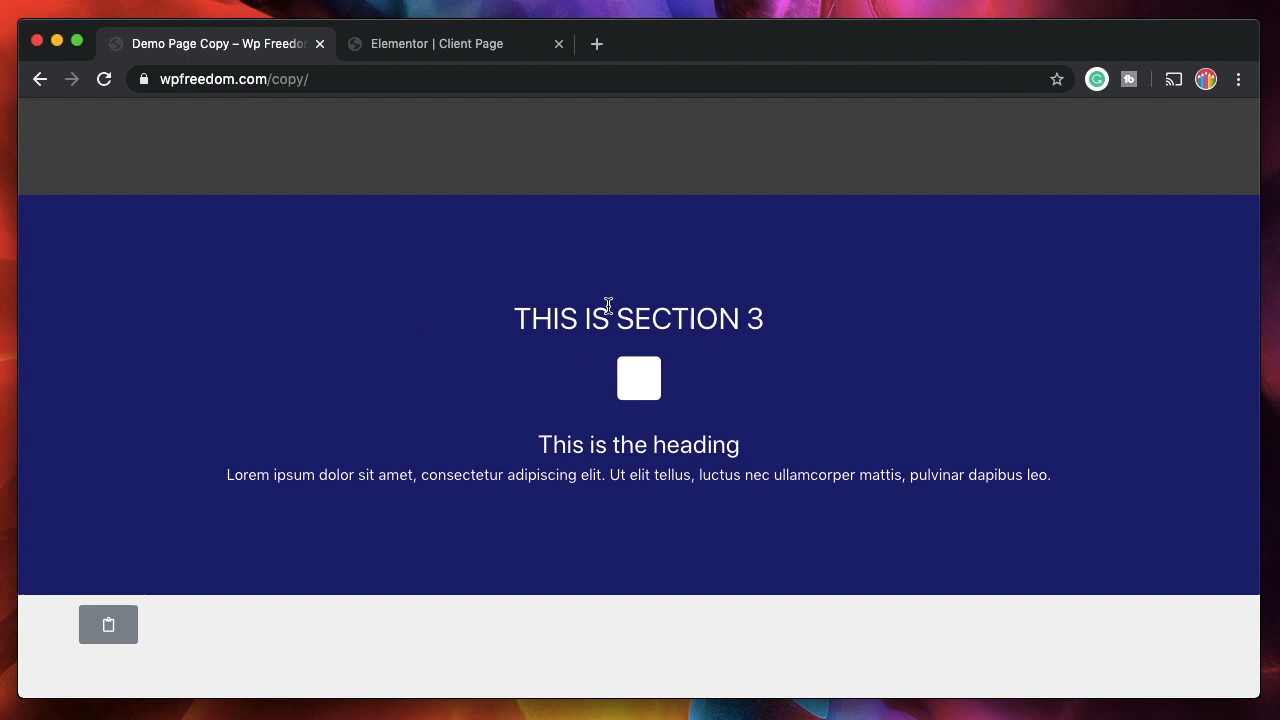 Demo Page Copy – Wp Freedor
Elementor | Client Page
wpfreedom.com/copy/
THIS IS SECTION 3
This is the heading
Lorem ipsum dolor sit amet, consectetur adipiscing elit. Ut elit tellus, luctus nec ullamcorper mattis, pulvinar dapibus leo.